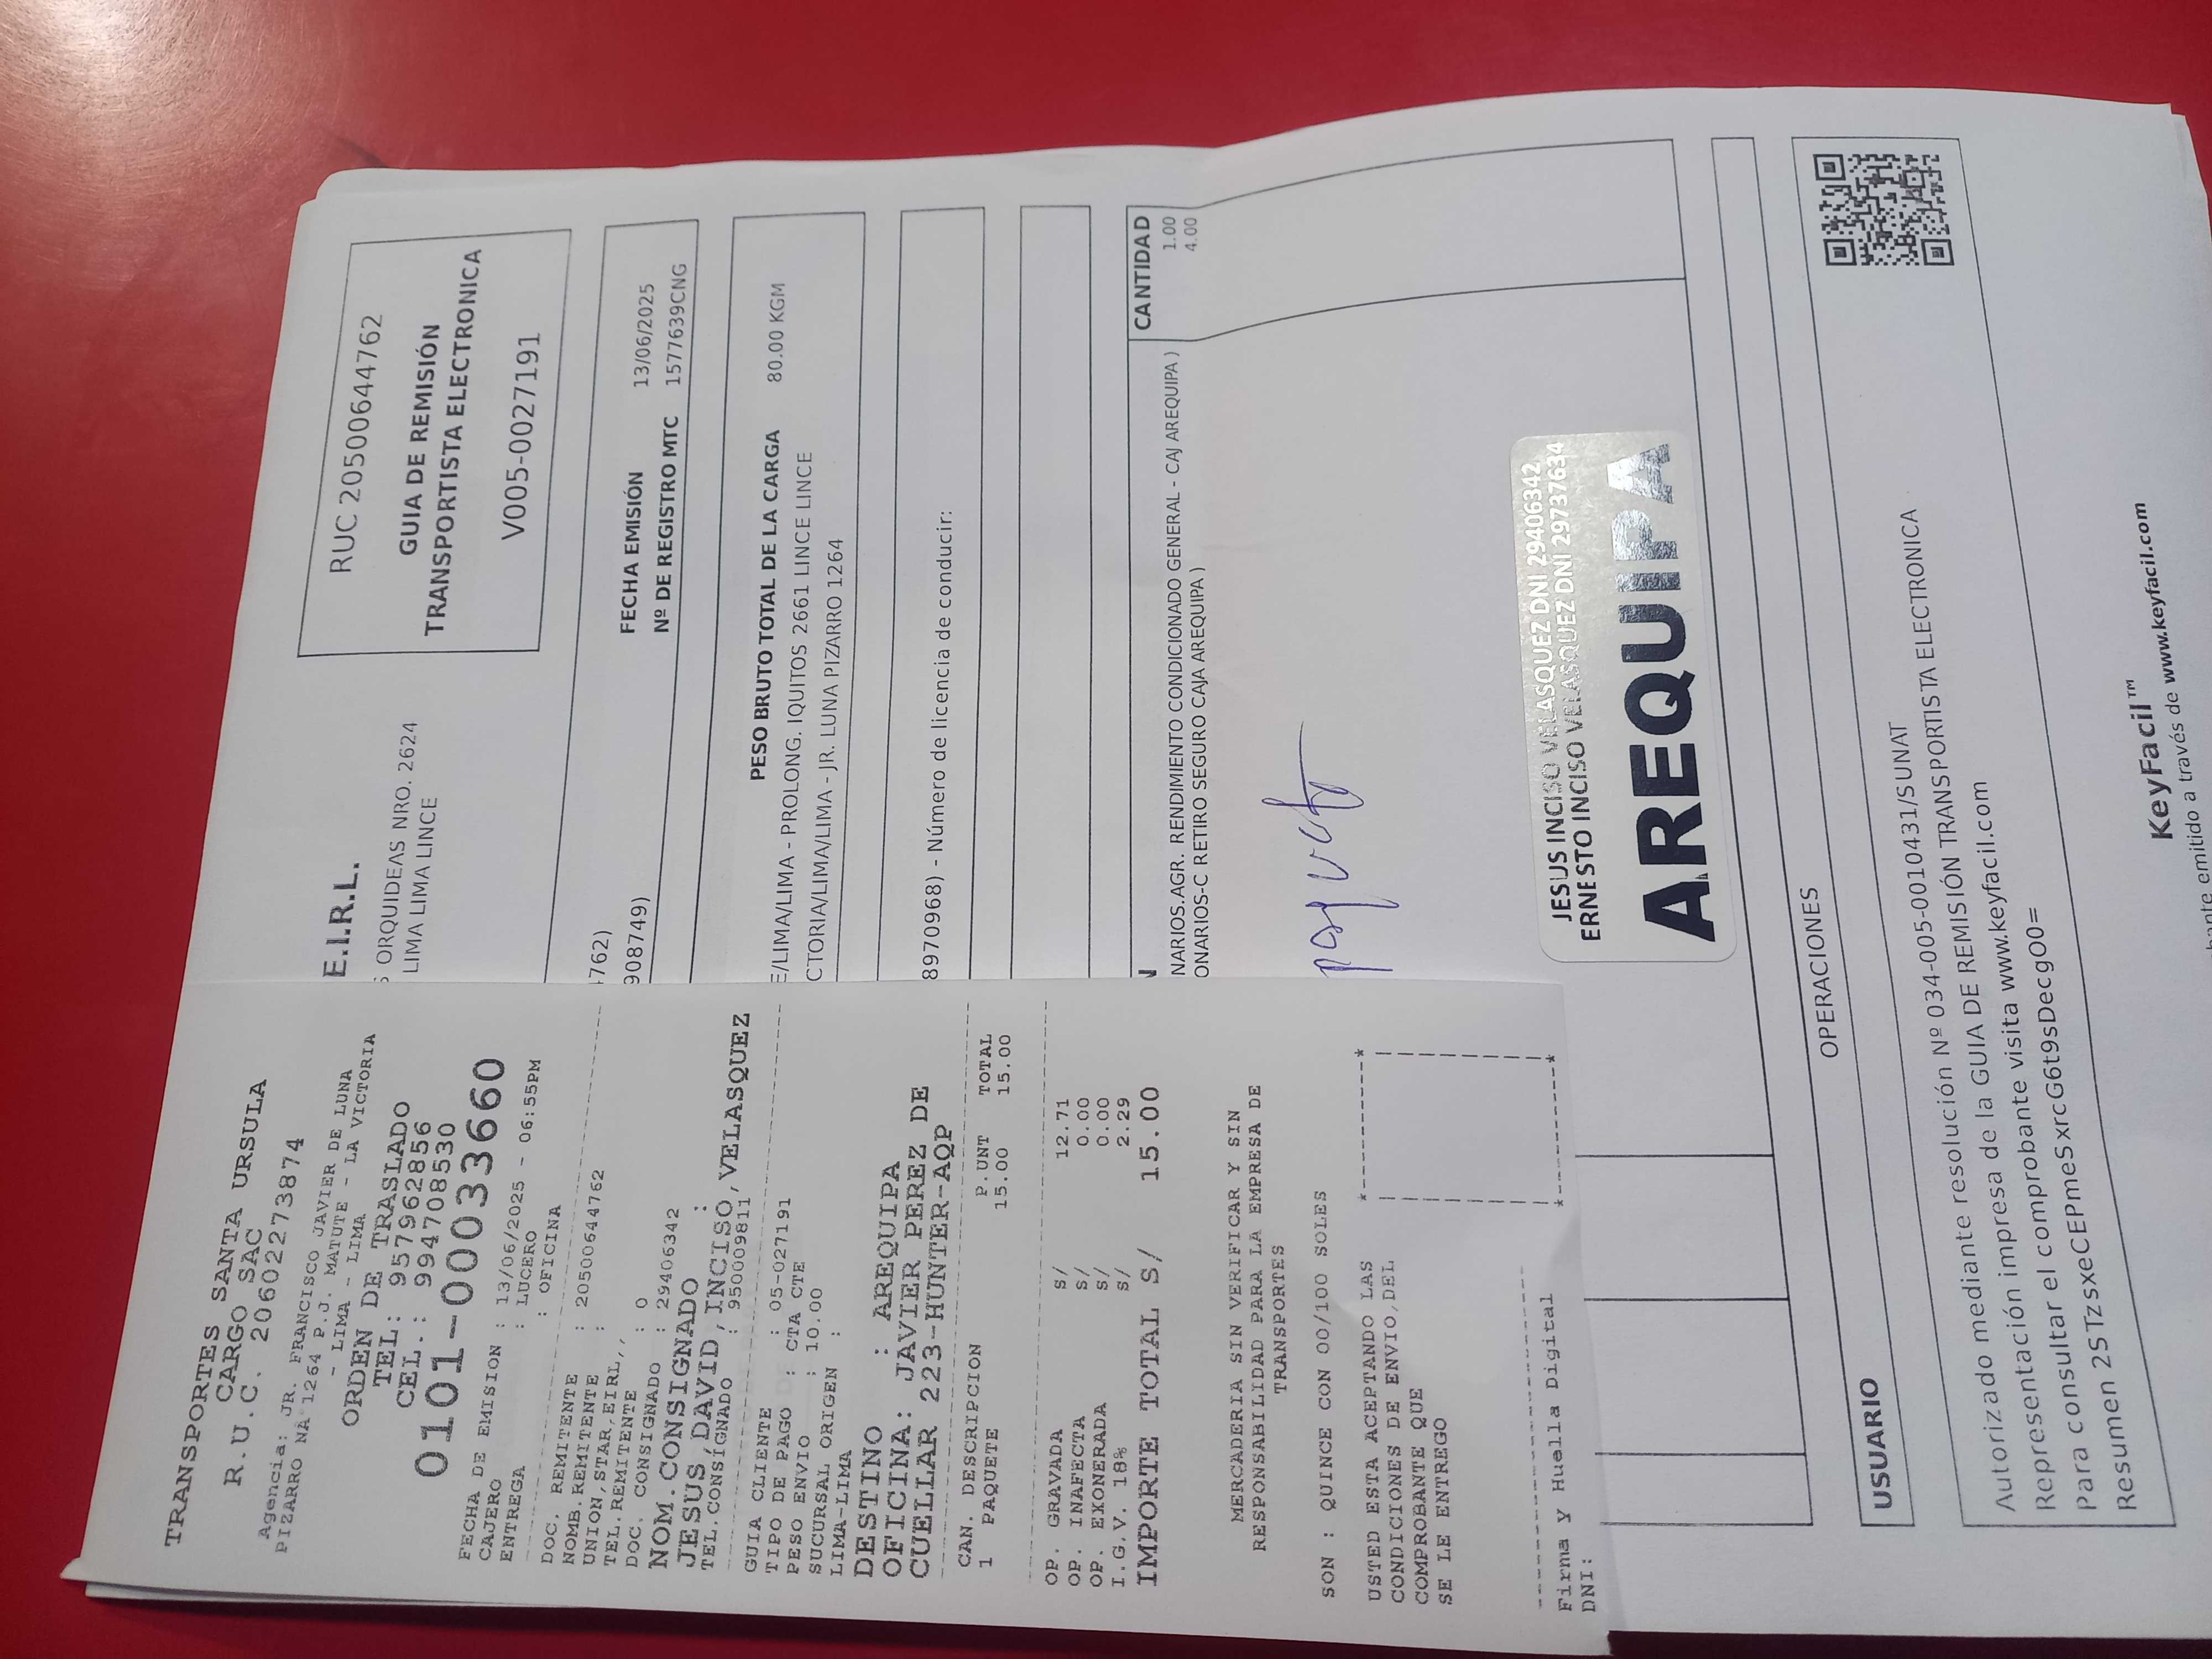 TRANSPORTES SANTA URSULA
CARGO SAC
R.U.C. 20602273874
Agencia: JR. FRANCISCO JAVIER DE LUNA
PIZARRO NA°1264 P.J. MATUTE - LA VICTORIA
- LIMA - LIMA
ORDEN DE TRASLADO
TEL: 957962856
CEL.: 994708530
0101-00033660
FECHA DE EMISION : 13/06/2025 - 06:55PM
CAJERO : LUCERO
ENTREGA : OFICINA
DOC. REMITENTE : 20500644762
NOMB.REMITENTE :
UNION,STAR,EIRL,,
TEL.REMITENTE :
DOC. CONSIGNADO : 29406342
NOM.CONSIGNADO :
JESUS,DAVID,INCISO,VELASQUEZ
TEL.CONSIGNADO : 950009811
GUIA CLIENTE : 05-027191
TIPO DE PAGO : CTA CTE
PESO ENVIO : 10.00
SUCURSAL ORIGEN :
LIMA-LIMA
DESTINO : AREQUIPA
OFICINA: JAVIER PEREZ DE
CUELLAR 223-HUNTER-AQP
CAN. DESCRIPCION P.UNT TOTAL
1 PAQUETE 15.00 15.00
OP. GRAVADA S/ 12.71
OP. INAFECTA S/ 0.00
OP. EXONERADA S/ 0.00
I.G.V. 18% S/ 2.29
IMPORTE TOTAL S/ 15.00
MERCADERIA SIN VERIFICAR Y SIN
RESPONSABILIDAD PARA LA EMPRESA DE
TRANSPORTES
SON : QUINCE CON 00/100 SOLES
USTED ESTA ACEPTANDO LAS
CONDICIONES DE ENVIO,DEL
COMPROBANTE QUE
SE LE ENTREGO
Firma y Huella Digital
DNI:
E.I.R.L.
ORQUIDEAS NRO. 2624
LIMA LIMA LINCE
RUC 20500644762
GUIA DE REMISIÓN
TRANSPORTISTA ELECTRONICA
V005-0027191
4762)
908749)
FECHA EMISIÓN 13/06/2025
Nº DE REGISTRO MTC 1577639CNG
PESO BRUTO TOTAL DE LA CARGA 80.00 KGM
E/LIMA/LIMA - PROLONG. IQUITOS 2661 LINCE LINCE
CTORIA/LIMA/LIMA - JR. LUNA PIZARRO 1264
8970968) - Número de licencia de conducir:
N CANTIDAD
NARIOS.AGR. RENDIMIENTO CONDICIONADO GENERAL - CAJ AREQUIPA ) 1.00
ONARIOS-C RETIRO SEGURO CAJA AREQUIPA ) 4.00
JESUS INCISO VELASQUEZ DNI 29406342
ERNESTO INCISO VELASQUEZ DNI 29737634
AREQUIPA
OPERACIONES
USUARIO
Autorizado mediante resolución Nº 034-005-0010431/SUNAT
Representación impresa de la GUIA DE REMISIÓN TRANSPORTISTA ELECTRONICA
Para consultar el comprobante visita www.keyfacil.com
Resumen 2STzsxeCEPpmeSxrcG6t9sDecgO0=
KeyFacil™
bante emitido a través de www.keyfacil.com